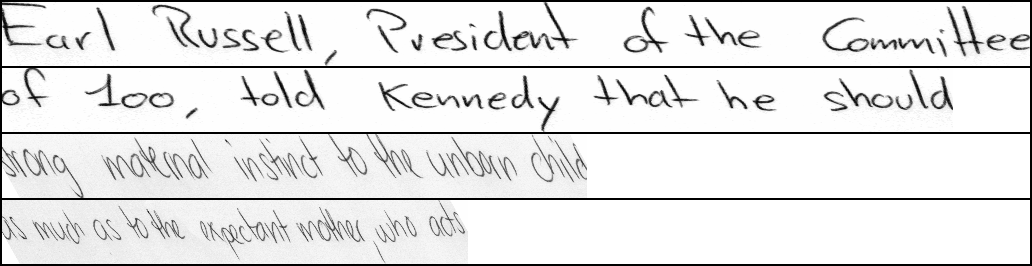 Earl Russell, President of the Committee
of 100, told Kennedy that he should
strong maternal instinct to the unborn child
as much as to the expectant mother, who acts